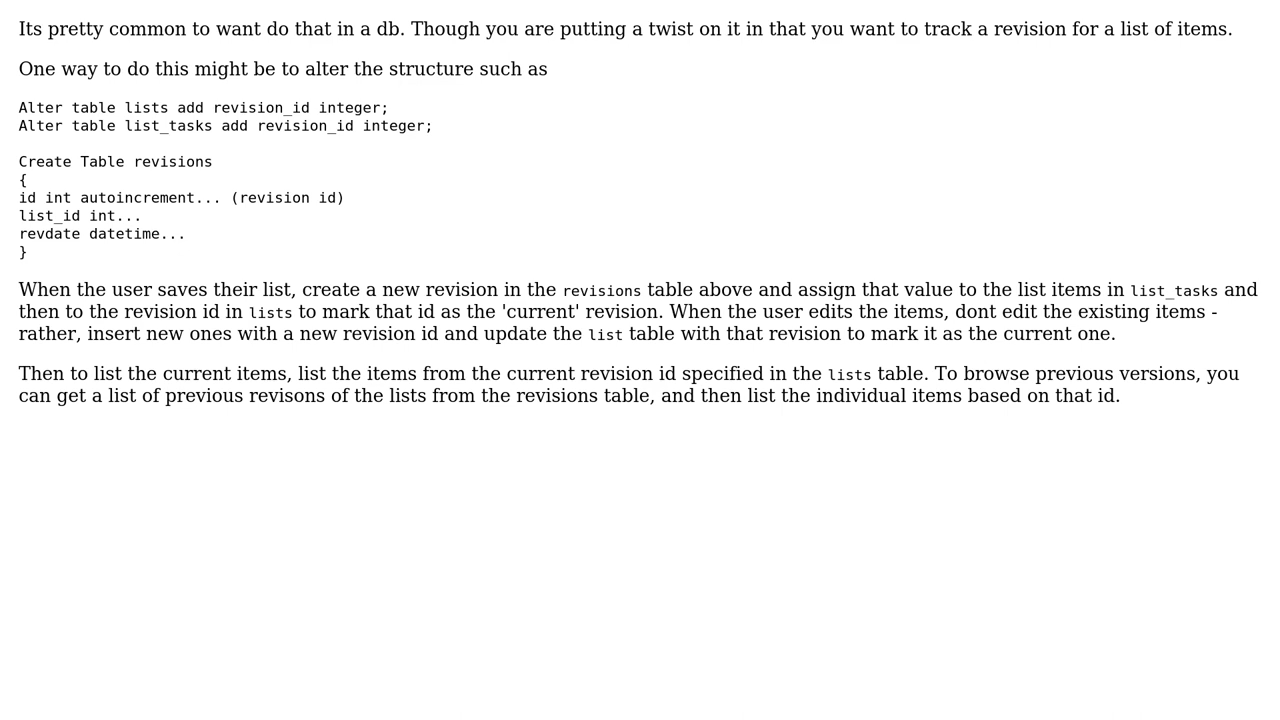 Its pretty common to want do that in a db. Though you are putting a twist on it in that you want to track a revision for a list of items.
One way to do this might be to alter the structure such as
Alter table lists add revision_id integer;
Alter table list_tasks add revision_id integer;
Create Table revisions
{
id int autoincrement... (revision id)
list_id int...
revdate datetime...
}
When the user saves their list, create a new revision in the revisions table above and assign that value to the list items in list_tasks and
then to the revision id in lists to mark that id as the 'current' revision. When the user edits the items, dont edit the existing items -
rather, insert new ones with a new revision id and update the list table with that revision to mark it as the current one.
Then to list the current items, list the items from the current revision id specified in the lists table. To browse previous versions, you
can get a list of previous revisons of the lists from the revisions table, and then list the individual items based on that id.